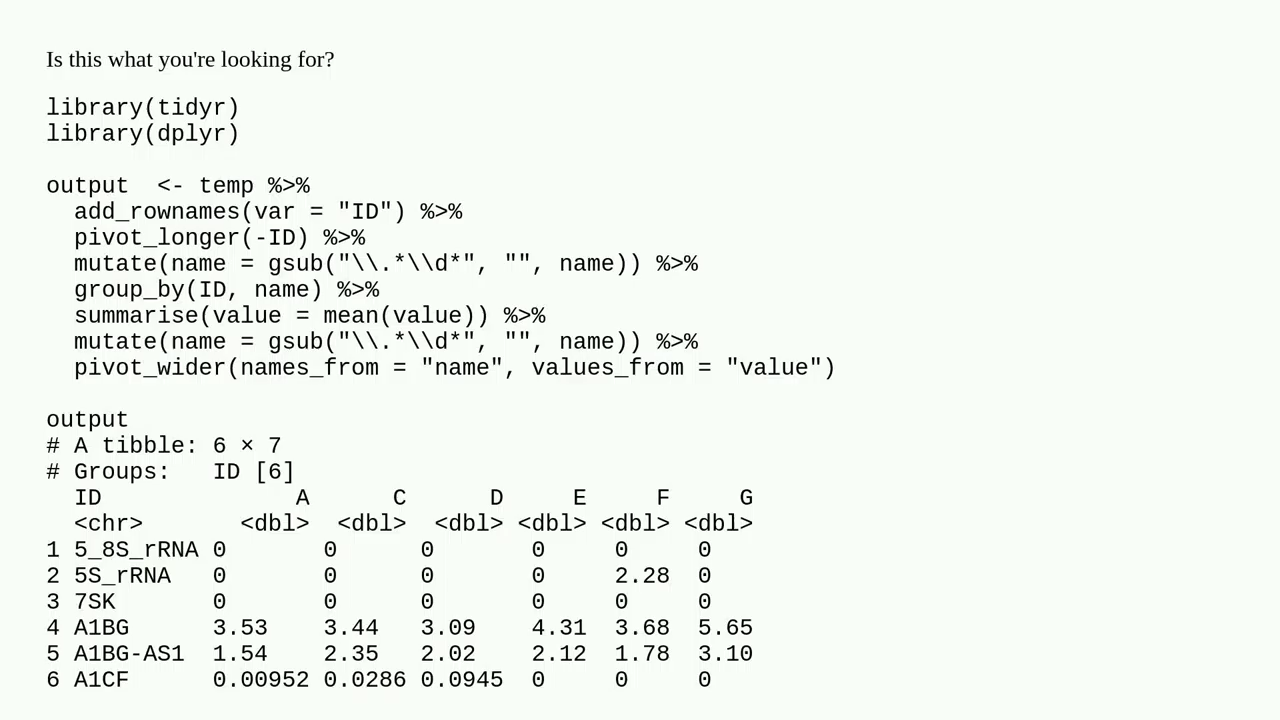 Is this what you're looking for?
library(tidyr)
library(dplyr)

output  <- temp %>%
  add_rownames(var = "ID") %>%
  pivot_longer(-ID) %>%
  mutate(name = gsub("\\.*\\d*", "", name)) %>%
  group_by(ID, name) %>%
  summarise(value = mean(value)) %>%
  mutate(name = gsub("\\.*\\d*", "", name)) %>%
  pivot_wider(names_from = "name", values_from = "value")

output
# A tibble: 6 × 7
# Groups:   ID [6]
  ID              A      C      D     E     F     G
  <chr>       <dbl>  <dbl>  <dbl> <dbl> <dbl> <dbl>
1 5_8S_rRNA 0       0      0       0     0     0
2 5S_rRNA   0       0      0       0     2.28  0
3 7SK       0       0      0       0     0     0
4 A1BG      3.53    3.44   3.09    4.31  3.68  5.65
5 A1BG-AS1  1.54    2.35   2.02    2.12  1.78  3.10
6 A1CF      0.00952 0.0286 0.0945  0     0     0